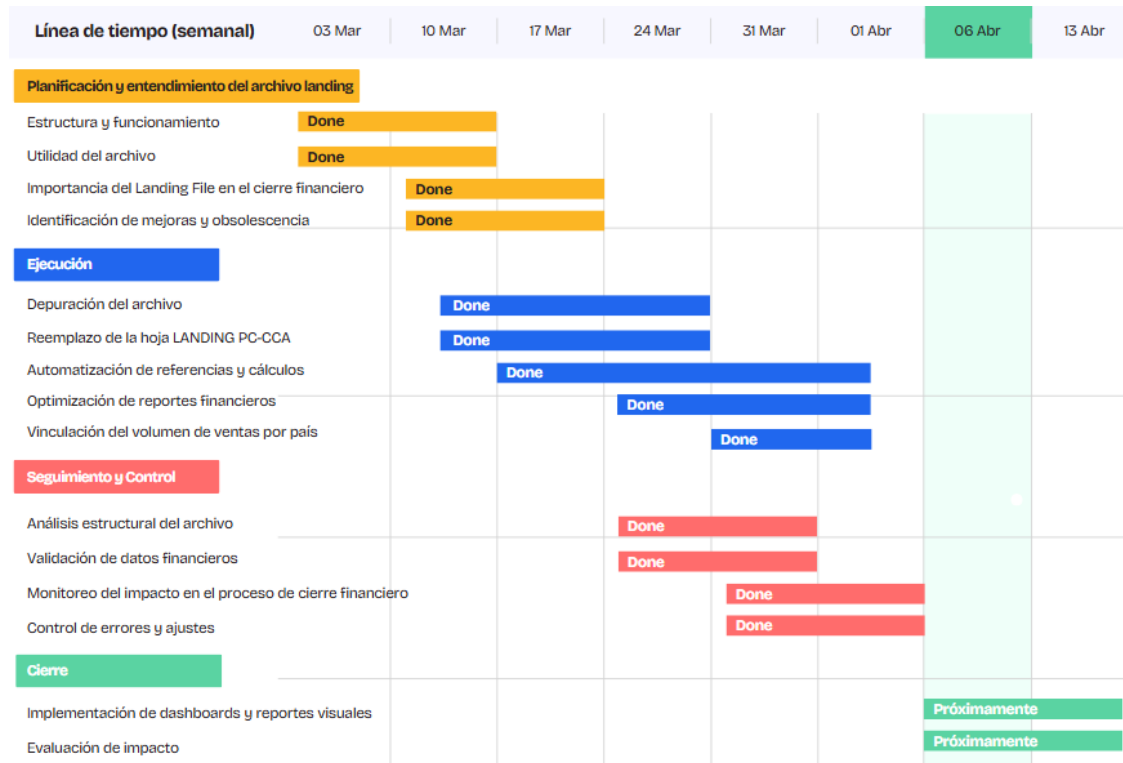 Línea de tiempo (semanal) 03 Mar 10 Mar 17 Mar 24 Mar 31 Mar 01 Abr 06 Abr 13 Abr
Planificación y entendimiento del archivo landing
Estructura y funcionamiento Done
Utilidad del archivo Done
Importancia del Landing File en el cierre financiero Done
Identificación de mejoras y obsolescencia Done
Ejecución
Depuración del archivo Done
Reemplazo de la hoja LANDING PC-CCA Done
Automatización de referencias y cálculos Done
Optimización de reportes financieros Done
Vinculación del volumen de ventas por país Done
Seguimiento y Control
Análisis estructural del archivo Done
Validación de datos financieros Done
Monitoreo del impacto en el proceso de cierre financiero Done
Control de errores y ajustes Done
Cierre
Implementación de dashboards y reportes visuales Próximamente
Evaluación de impacto Próximamente